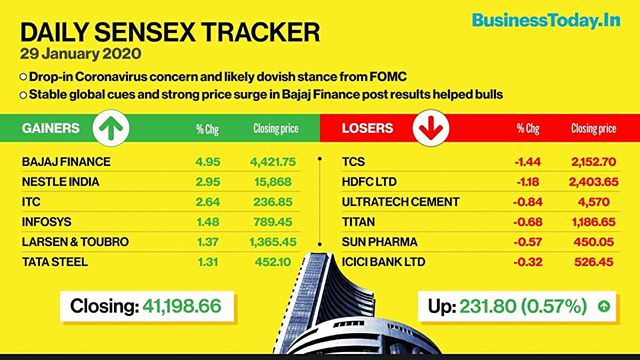 BusinessToday.In
DAILY SENSEX TRACKER
29 January 2020
Drop-in Coronavirus concern and likely dovish stance from FOMC
Stable global cues and strong price surge in Bajaj Finance post results helped bulls
GAINERS % Chg Closing price
BAJAJ FINANCE 4.95 4,421.75
NESTLE INDIA 2.95 15,868
ITC 2.64 236.85
INFOSYS 1.48 789.45
LARSEN & TOUBRO 1.37 1,365.45
TATA STEEL 1.31 452.10
LOSERS % Chg Closing price
TCS -1.44 2,152.70
HDFC LTD -1.18 2,403.65
ULTRATECH CEMENT -0.84 4,570
TITAN -0.68 1,186.65
SUN PHARMA -0.57 450.05
ICICI BANK LTD -0.32 526.45
Closing: 41,198.66
Up: 231.80 (0.57%)